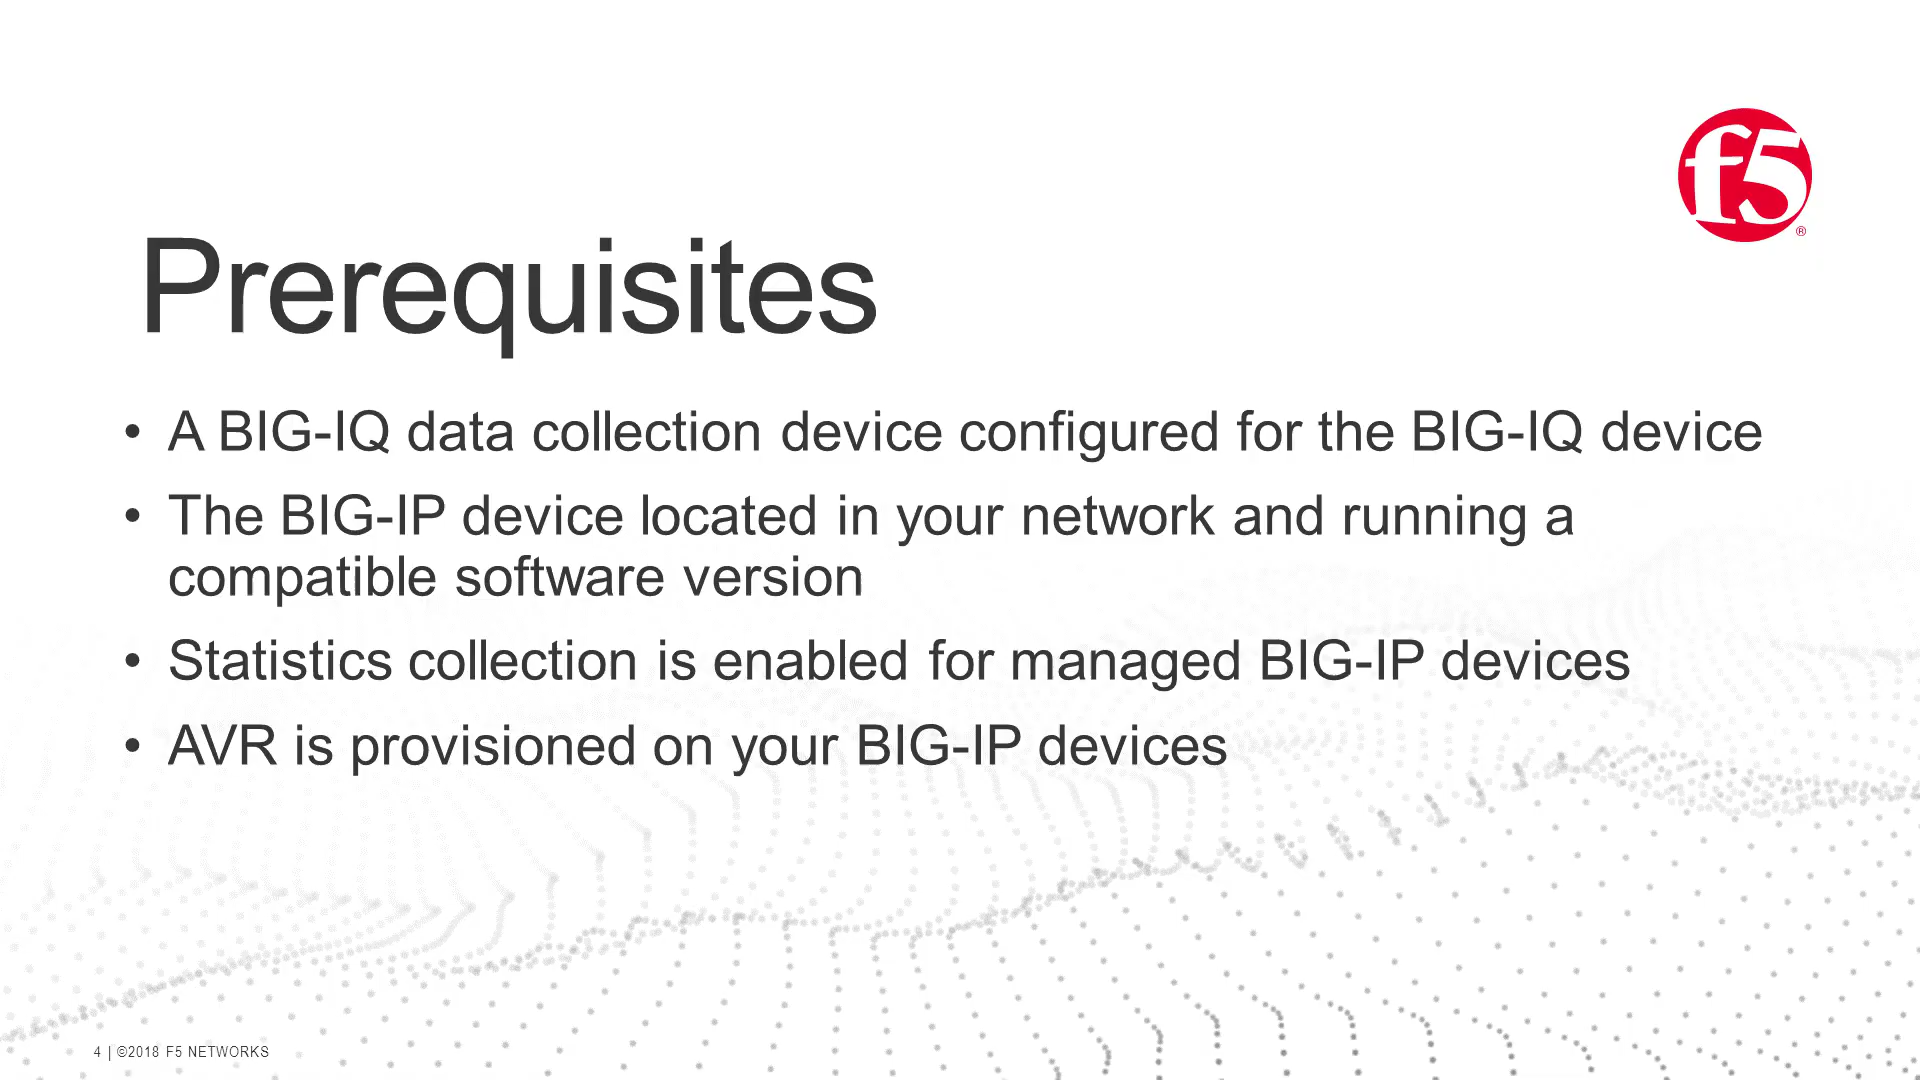 f5
®
Prerequisites
• A BIG-IQ data collection device configured for the BIG-IQ device
• The BIG-IP device located in your network and running a
compatible software version
• Statistics collection is enabled for managed BIG-IP devices
• AVR is provisioned on your BIG-IP devices
4 | ©2018 F5 NETWORKS